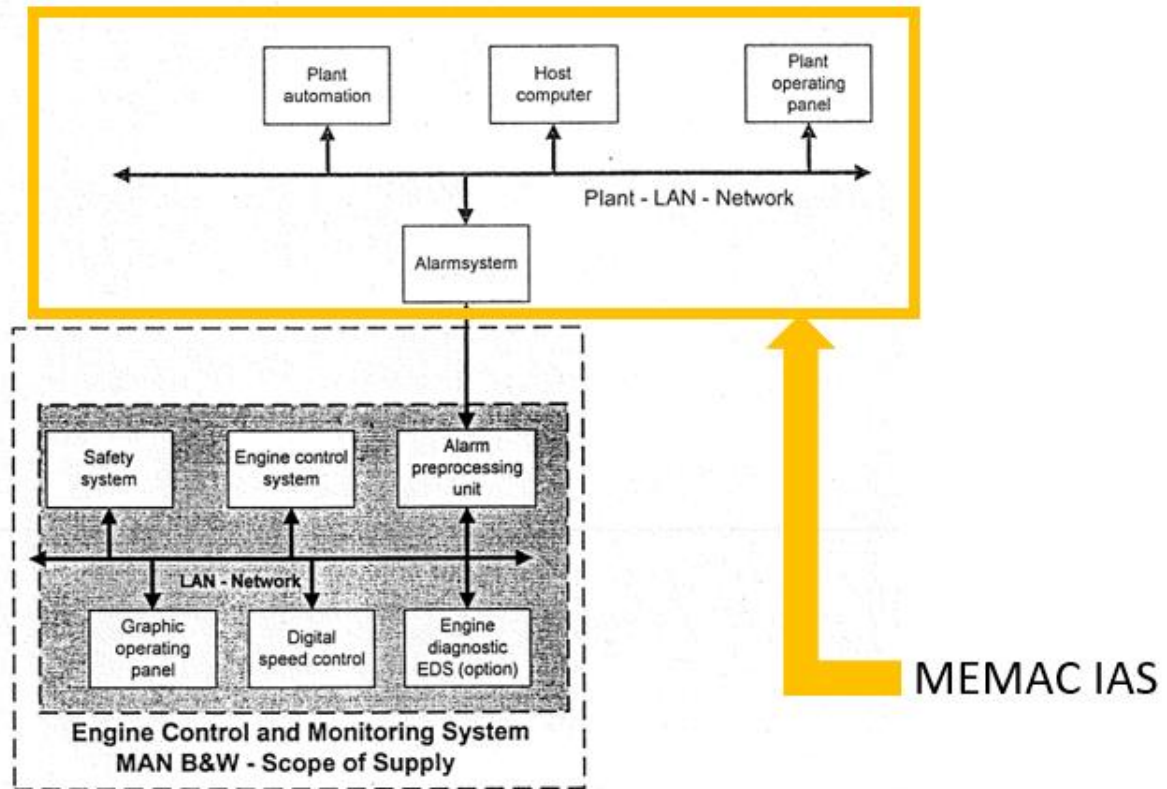 Plant
automation
Host
computer
Plant
operating
panel
Plant - LAN - Network
Alarmsystem
Safety
system
Engine control
system
Alarm
preprocessing
unit
LAN - Network
Graphic
operating
panel
Digital
speed control
Engine
diagnostic
EDS (option)
Engine Control and Monitoring System
MAN B&W - Scope of Supply
MEMAC IAS